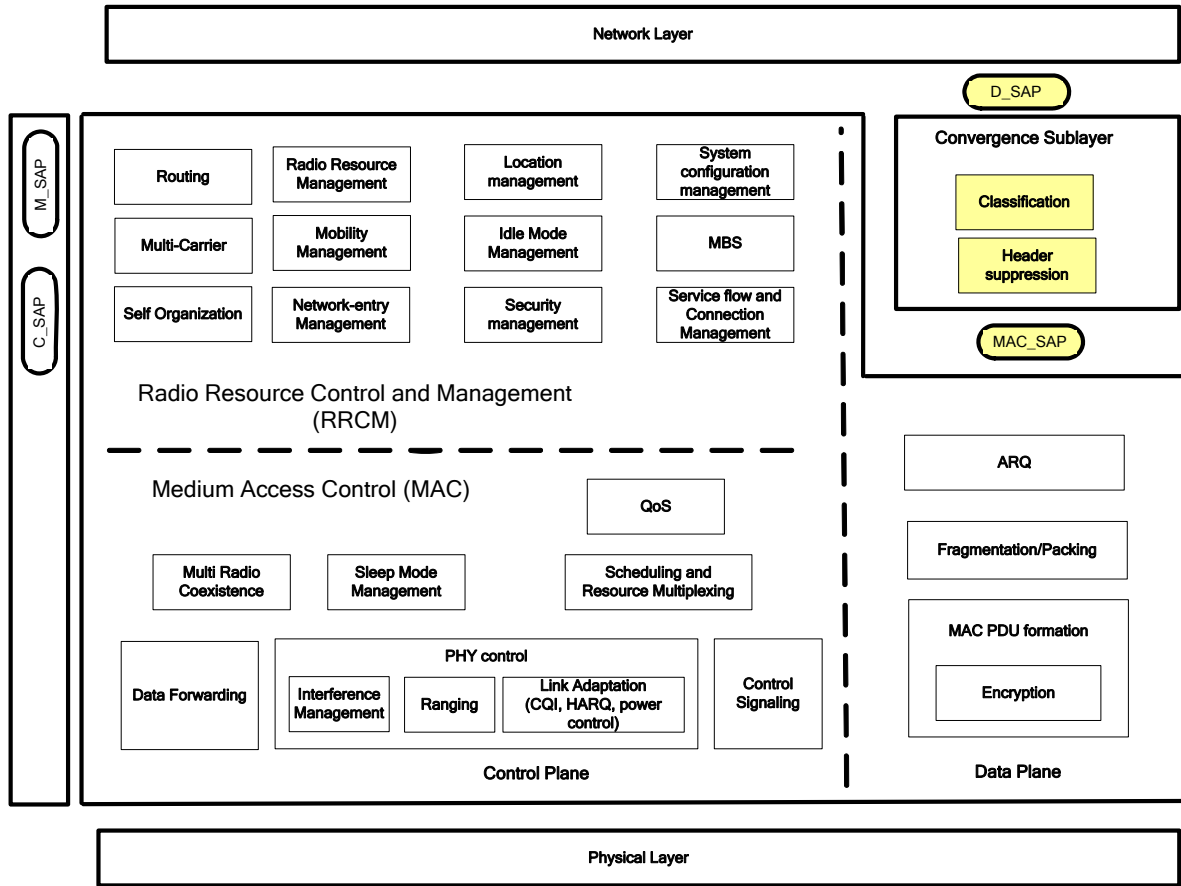 Network Layer
D_SAP
M_SAP
C_SAP
Routing
Radio Resource
Management
Location
management
System
configuration
management
Multi-Carrier
Mobility
Management
Idle Mode
Management
MBS
Self Organization
Network-entry
Management
Security
management
Service flow and
Connection
Management
Radio Resource Control and Management
(RRCM)
Convergence Sublayer
Classification
Header
suppression
MAC_SAP
Medium Access Control (MAC)
QoS
Multi Radio
Coexistence
Sleep Mode
Management
Scheduling and
Resource Multiplexing
Data Forwarding
PHY control
Interference
Management
Ranging
Link Adaptation
(CQI, HARQ, power
control)
Control
Signaling
Control Plane
ARQ
Fragmentation/Packing
MAC PDU formation
Encryption
Data Plane
Physical Layer